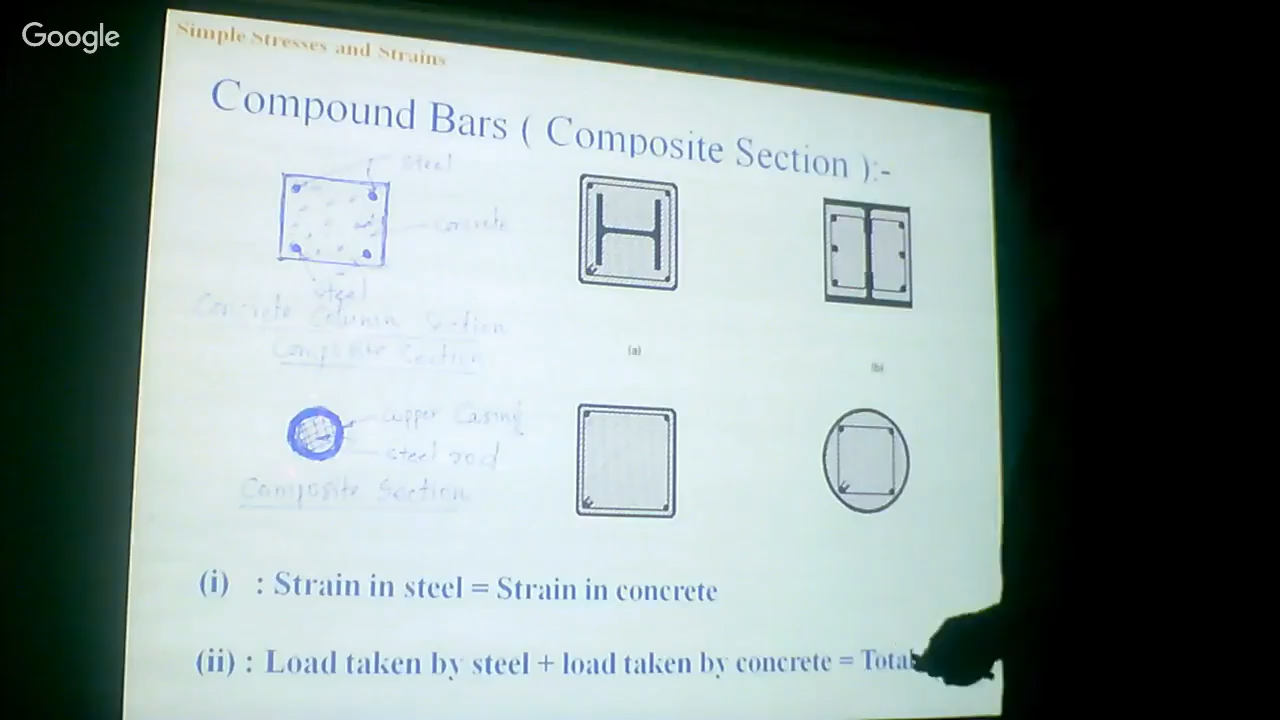 Google
Simple Stresses and Strains
Compound Bars ( Composite Section ):-
steel
concrete
steel
Concrete Column Section
Composite Section
(a)
(b)
Casing
steel rod
Composite Section
(i) : Strain in steel = Strain in concrete
(ii) : Load taken by steel + load taken by concrete = Total